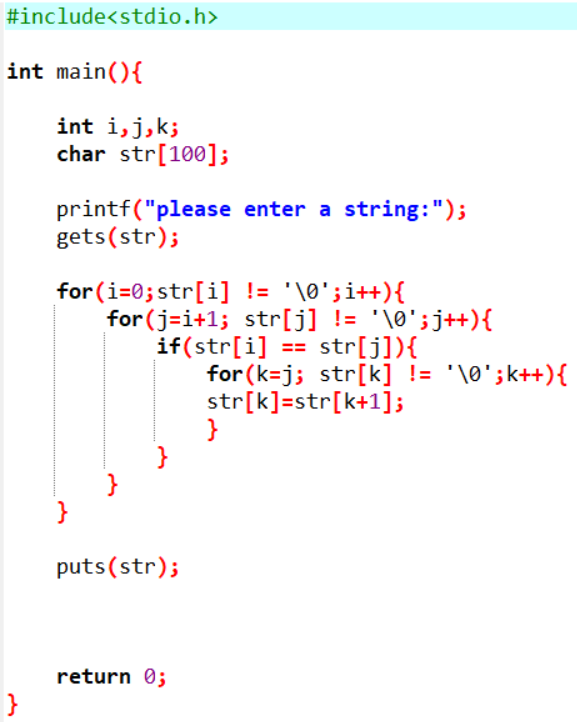 #include<stdio.h>
int main(){
int i,j,k;
char str[100];
printf("please enter a string:");
gets(str);
for(i=0;str[i] != '\0';i++){
for(j=i+1; str[j] != '\0';j++){
if(str[i] == str[j]){
for(k=j; str[k] != '\0';k++){
str[k]=str[k+1];
}
}
}
}
puts(str);
return 0;
}